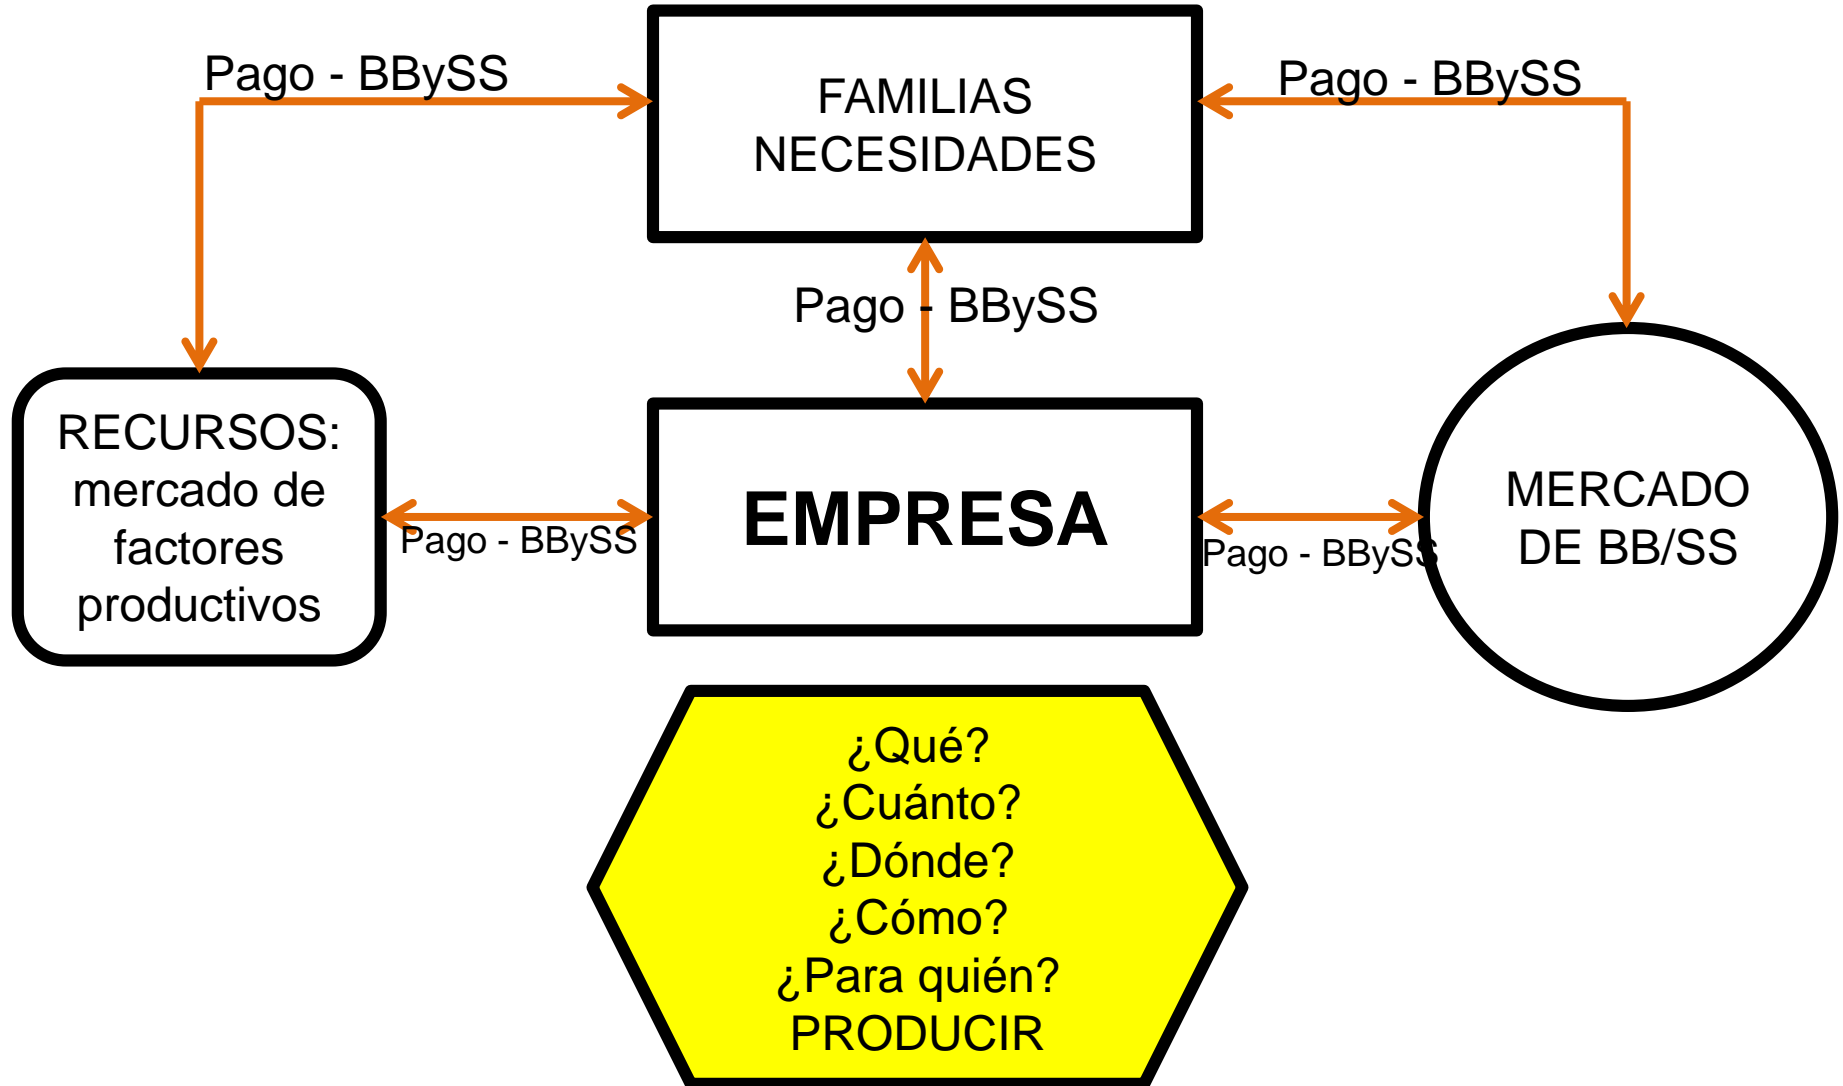 Pago - BBySS
FAMILIAS
NECESIDADES
Pago - BBySS
Pago - BBySS
RECURSOS:
mercado de
factores
productivos
Pago - BBySS
EMPRESA
Pago - BBySS
MERCADO
DE BB/SS
¿Qué?
¿Cuánto?
¿Dónde?
¿Cómo?
¿Para quién?
PRODUCIR